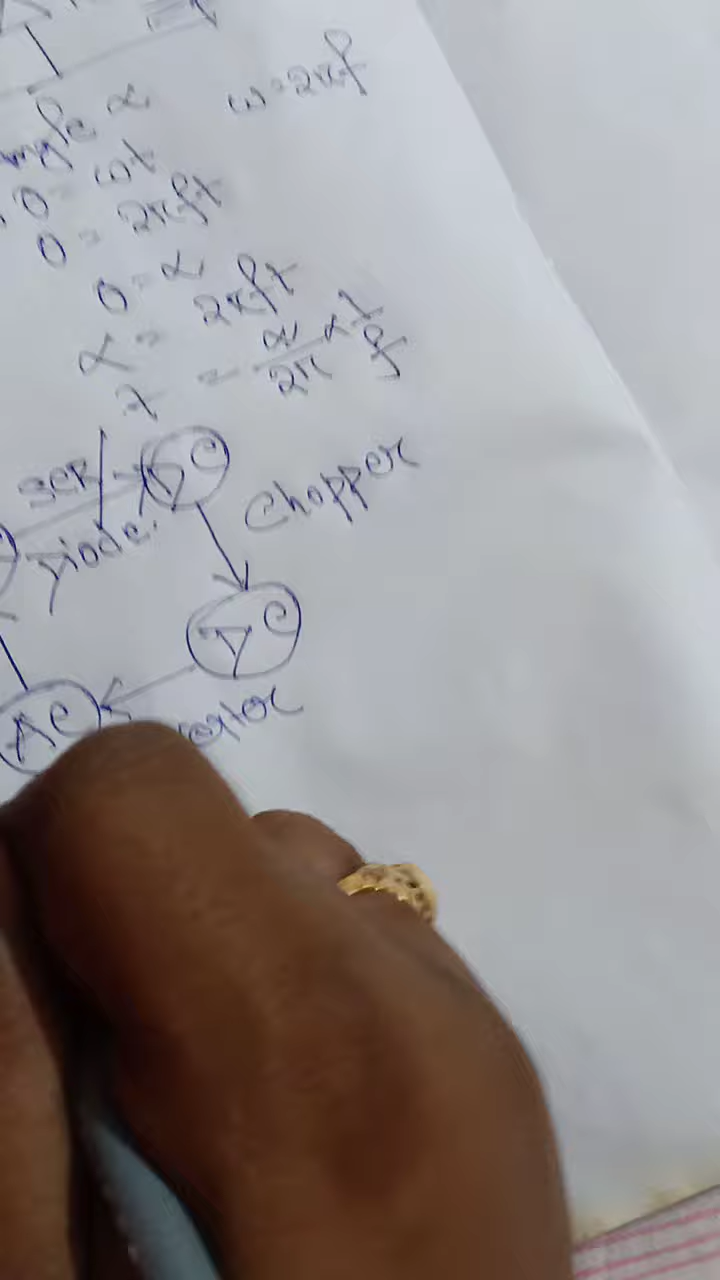 angle α ω=2πf
θ = ωt
θ = 2πft
θ = α
α = 2πft
t = α/2π × 1/f
SCR/ DC
Diode. Chopper
DC
AC